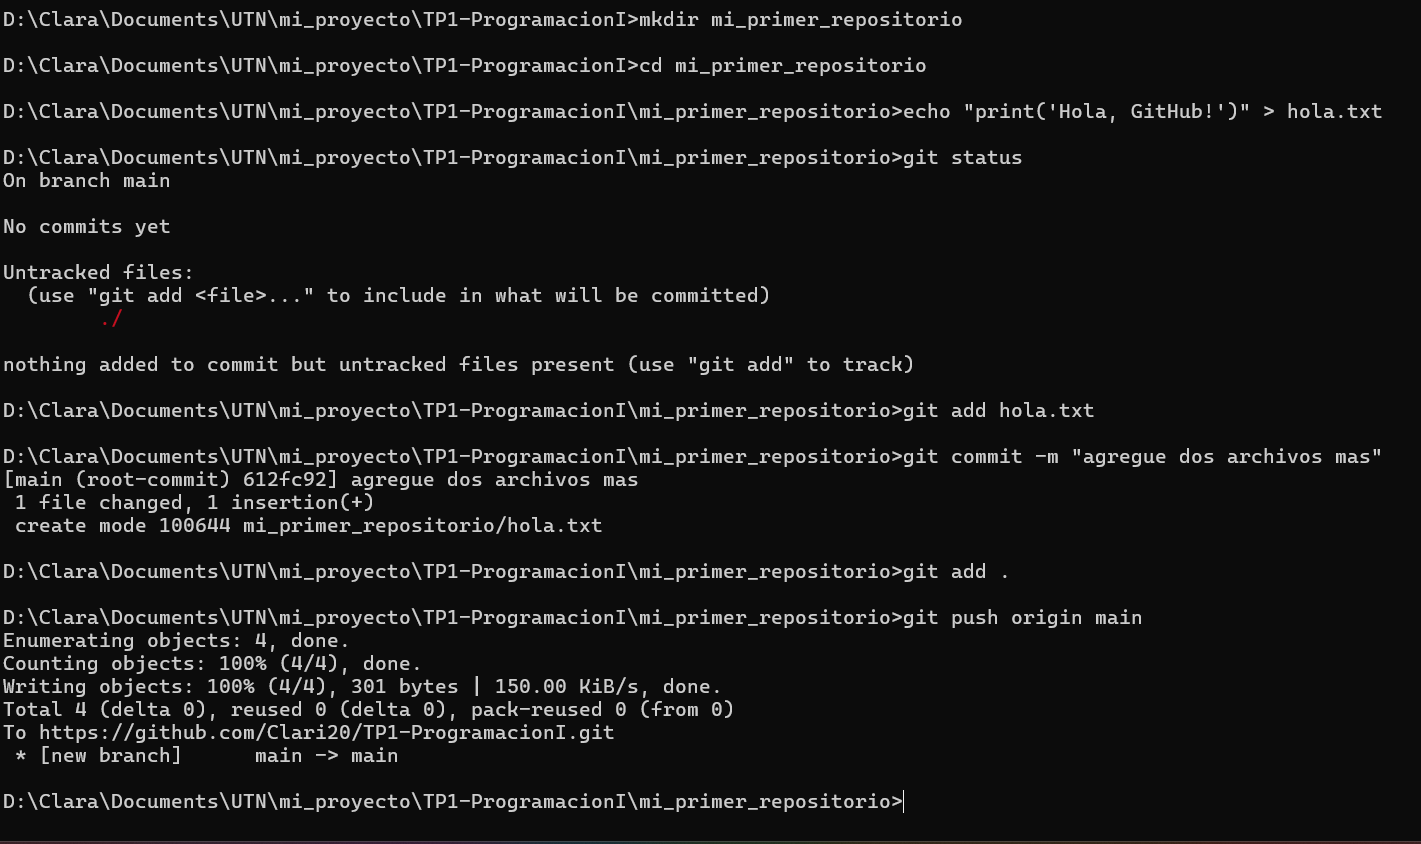 D:\Clara\Documents\UTN\mi_proyecto\TP1-ProgramacionI>mkdir mi_primer_repositorio
D:\Clara\Documents\UTN\mi_proyecto\TP1-ProgramacionI>cd mi_primer_repositorio
D:\Clara\Documents\UTN\mi_proyecto\TP1-ProgramacionI\mi_primer_repositorio>echo "print('Hola, GitHub!')" > hola.txt
D:\Clara\Documents\UTN\mi_proyecto\TP1-ProgramacionI\mi_primer_repositorio>git status
On branch main
No commits yet
Untracked files:
  (use "git add <file>..." to include in what will be committed)
        ./
nothing added to commit but untracked files present (use "git add" to track)
D:\Clara\Documents\UTN\mi_proyecto\TP1-ProgramacionI\mi_primer_repositorio>git add hola.txt
D:\Clara\Documents\UTN\mi_proyecto\TP1-ProgramacionI\mi_primer_repositorio>git commit -m "agregue dos archivos mas"
[main (root-commit) 612fc92] agregue dos archivos mas
 1 file changed, 1 insertion(+)
 create mode 100644 mi_primer_repositorio/hola.txt
D:\Clara\Documents\UTN\mi_proyecto\TP1-ProgramacionI\mi_primer_repositorio>git add .
D:\Clara\Documents\UTN\mi_proyecto\TP1-ProgramacionI\mi_primer_repositorio>git push origin main
Enumerating objects: 4, done.
Counting objects: 100% (4/4), done.
Writing objects: 100% (4/4), 301 bytes | 150.00 KiB/s, done.
Total 4 (delta 0), reused 0 (delta 0), pack-reused 0 (from 0)
To https://github.com/Clari20/TP1-ProgramacionI.git
 * [new branch]      main -> main
D:\Clara\Documents\UTN\mi_proyecto\TP1-ProgramacionI\mi_primer_repositorio>